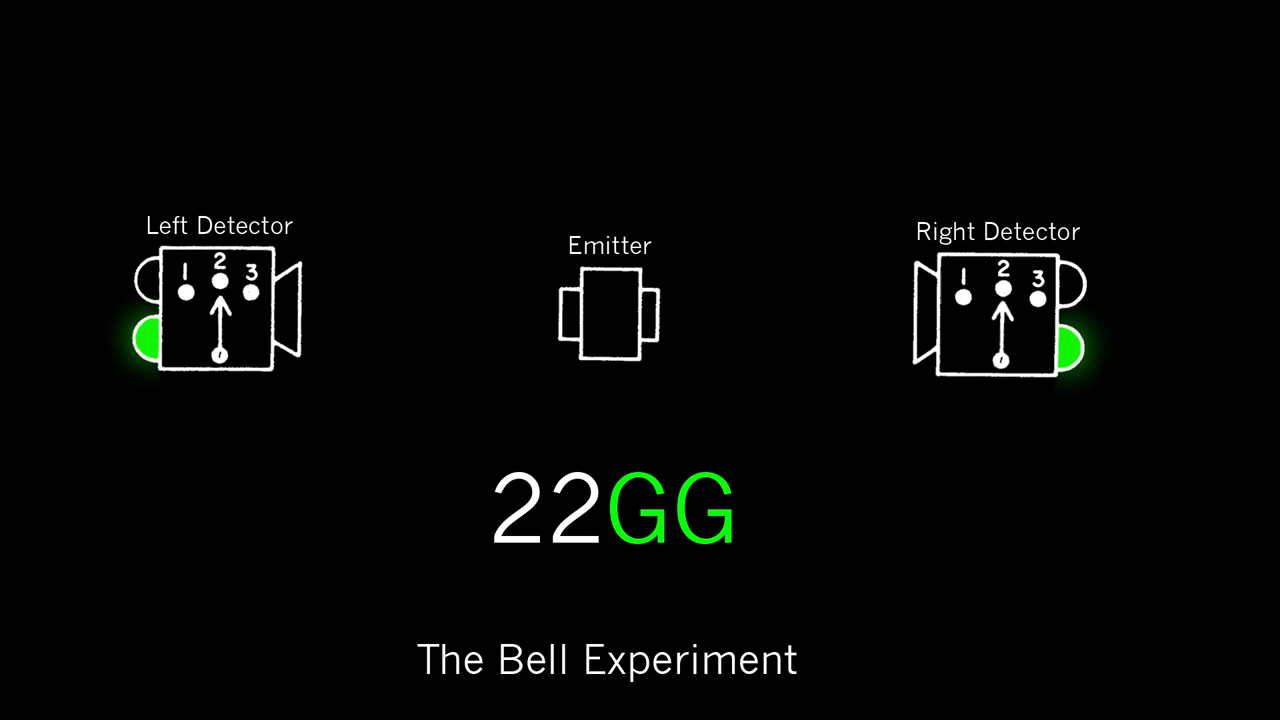 Left Detector
Emitter
Right Detector
1 2 3
1 2 3
22GG
The Bell Experiment